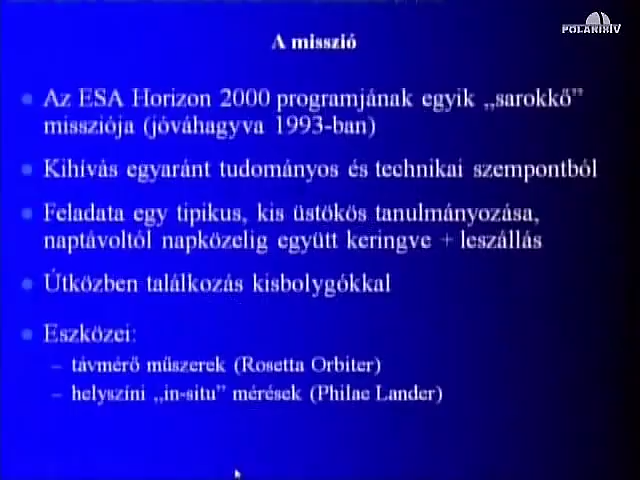 POLARIXIV
A misszió
Az ESA Horizon 2000 programjának egyik „sarokkő”
missziója (jóváhagyva 1993-ban)
Kihívás egyaránt tudományos és technikai szempontból
Feladata egy tipikus, kis üstökös tanulmányozása,
naptávoltól napközelig együtt keringve + leszállás
Útközben találkozás kisbolygókkal
Eszközei:
– távmérő műszerek (Rosetta Orbiter)
– helyszíni „in-situ” mérések (Philae Lander)